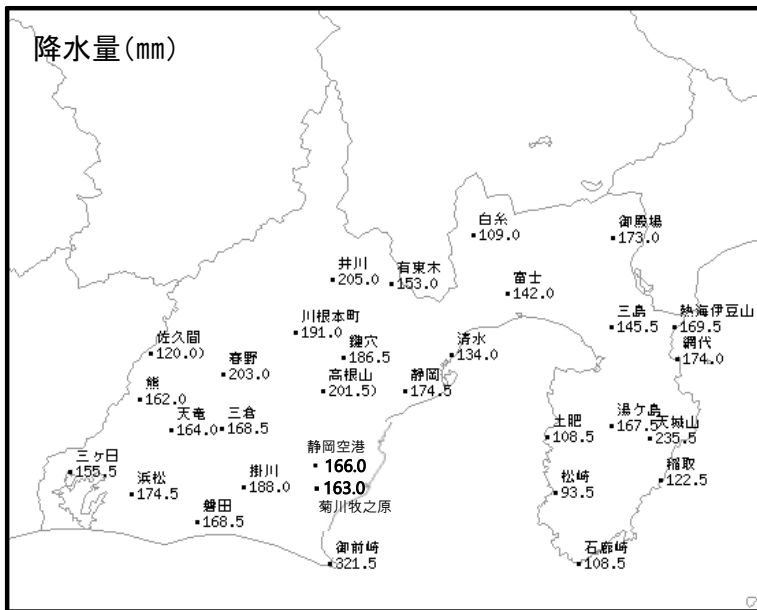 降水量(㎜)
白糸
109.0
御殿場
173.0
井川
205.0
有東木
153.0
富士
142.0
川根本町
191.0
三島
145.5
熱海伊豆山
169.5
佐久間
120.0)
春野
203.0
鍵穴
186.5
清水
134.0
網代
174.0
熊
162.0
高根山
201.5)
静岡
174.5
天竜
164.0
三倉
168.5
土肥
108.5
湯ケ島
167.5
天城山
235.5
三ヶ日
155.5
浜松
174.5
掛川
188.0
静岡空港
166.0
163.0
菊川牧之原
松崎
93.5
稲取
122.5
磐田
168.5
御前崎
321.5
石廊崎
108.5